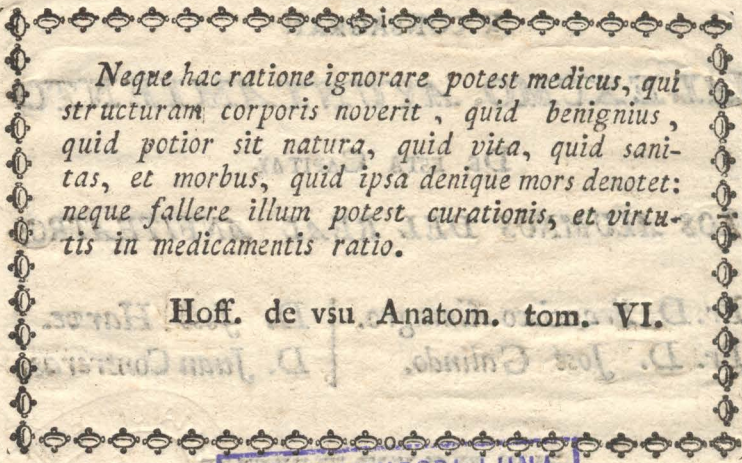 Neque hac ratione ignorare potest medicus, qui
structuram corporis noverit, quid benignius,
quid potior sit natura, quid vita, quid sani-
tas, et morbus, quid ipsa denique mors denotet:
neque fallere illum potest curationis, et virtu-
tis in medicamentis ratio.
Hoff. de vsu Anatom. tom. VI.